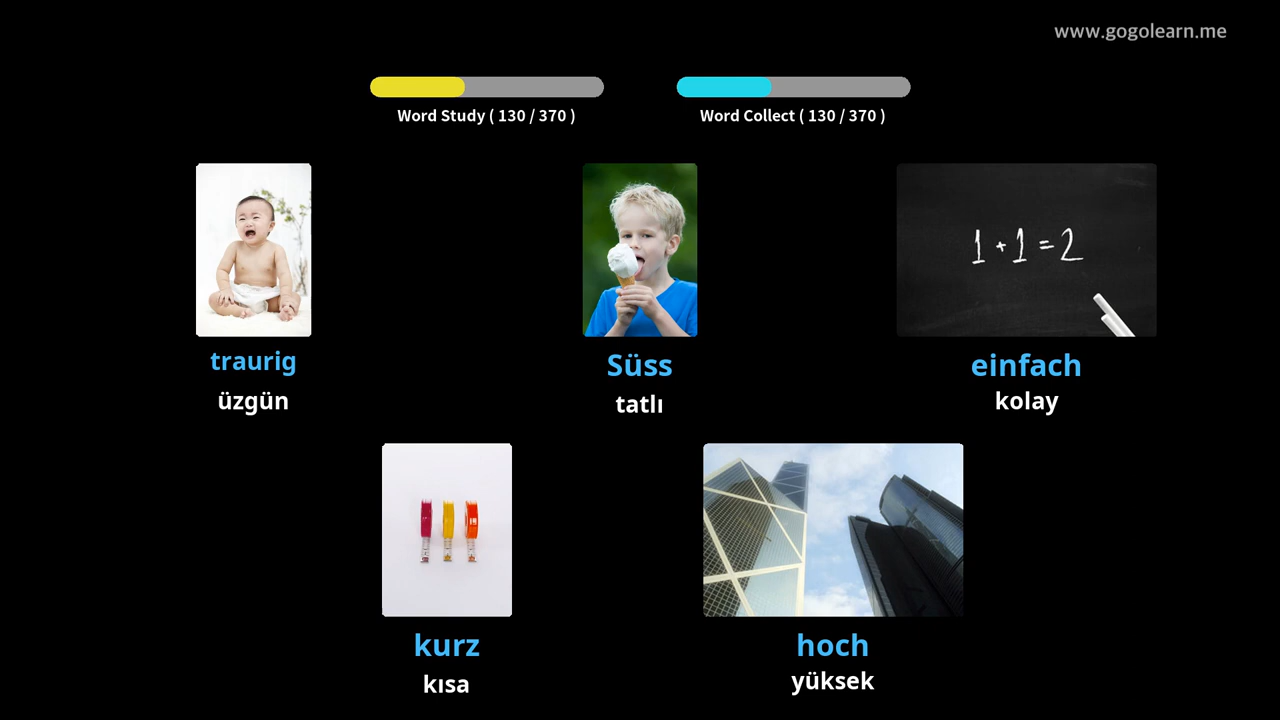 www.gogolearn.me
Word Study ( 130 / 370 )
Word Collect ( 130 / 370 )
1 + 1 = 2
traurig
üzgün
Süss
tatlı
einfach
kolay
kurz
kısa
hoch
yüksek